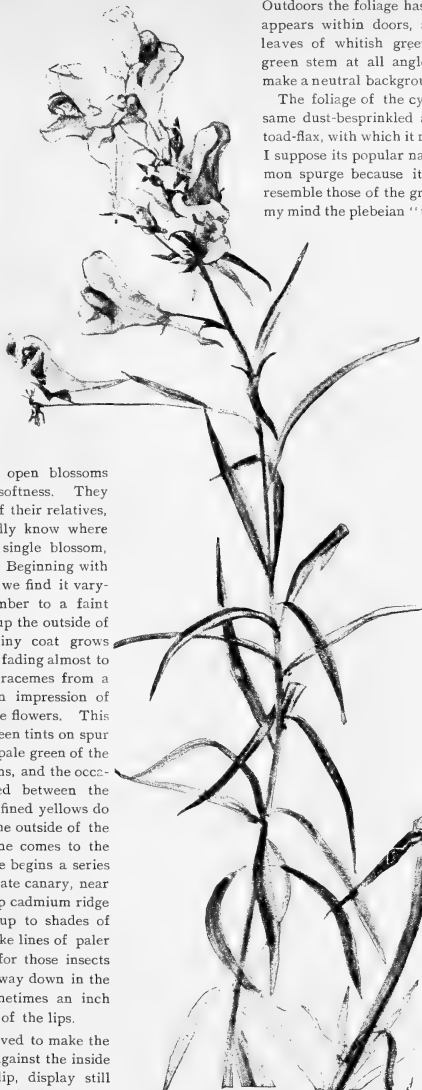 Outdoors the foliage has
appears within doors,
leaves of whitish green
green stem at all angle
make a neutral backgrou
The foliage of the cy
same dust-besprinkled
toad-flax, with which it
I suppose its popular na
mon spurge because it
resemble those of the gr
my mind the plebeian "
open blossoms
softness. They
f their relatives,
lly know where
single blossom,
Beginning with
we find it vary-
mber to a faint
up the outside of
iny coat grows
fading almost to
racemes from a
n impression of
e flowers. This
een tints on spur
pale green of the
ns, and the occa-
ed between the
fined yellows do
he outside of the
ne comes to the
e begins a series
ate canary, near
p cadmium ridge
up to shades of
ke lines of paler
for those insects
way down in the
metimes an inch
of the lips.
ved to make the
against the inside
lip, display still